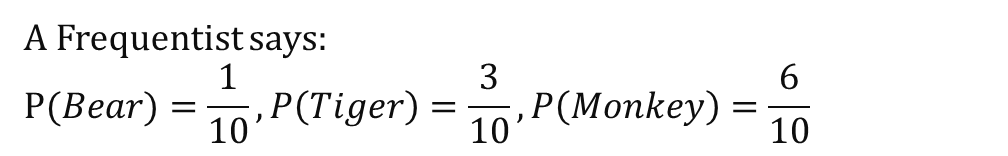 A Frequentist says:
P(Bear) = 1/10, P(Tiger) = 3/10, P(Monkey) = 6/10